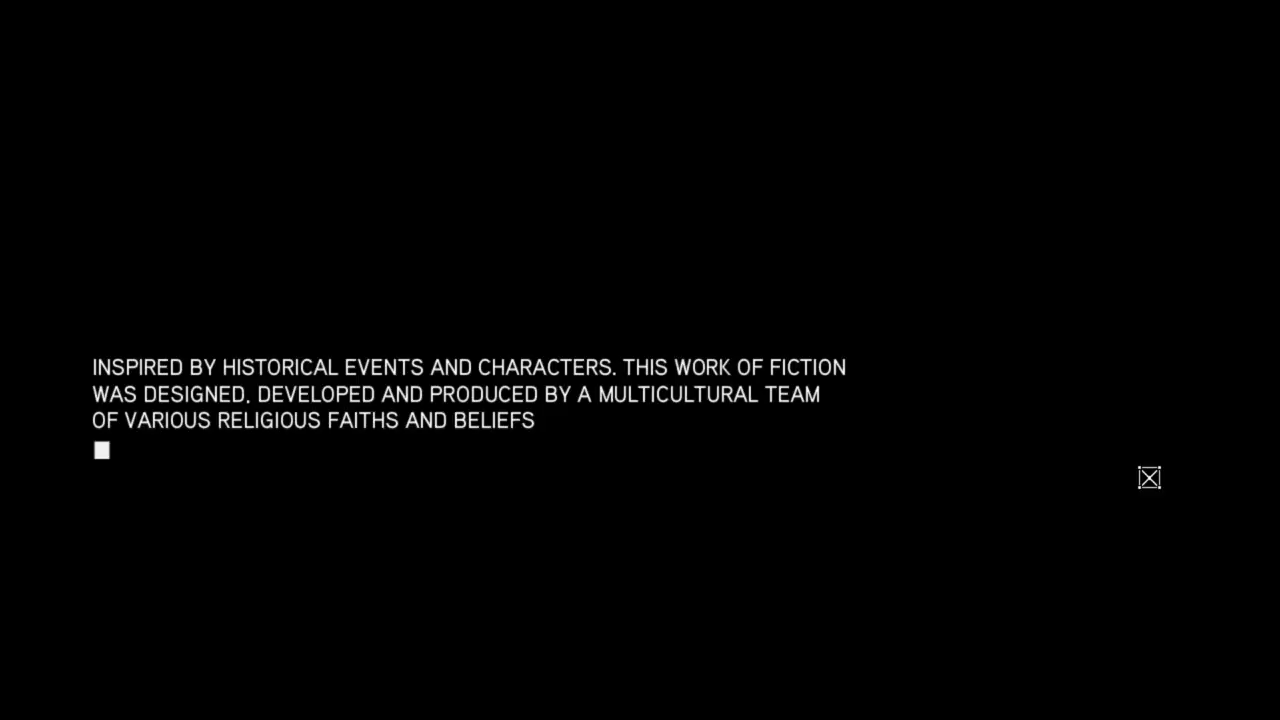 INSPIRED BY HISTORICAL EVENTS AND CHARACTERS. THIS WORK OF FICTION
WAS DESIGNED, DEVELOPED AND PRODUCED BY A MULTICULTURAL TEAM
OF VARIOUS RELIGIOUS FAITHS AND BELIEFS